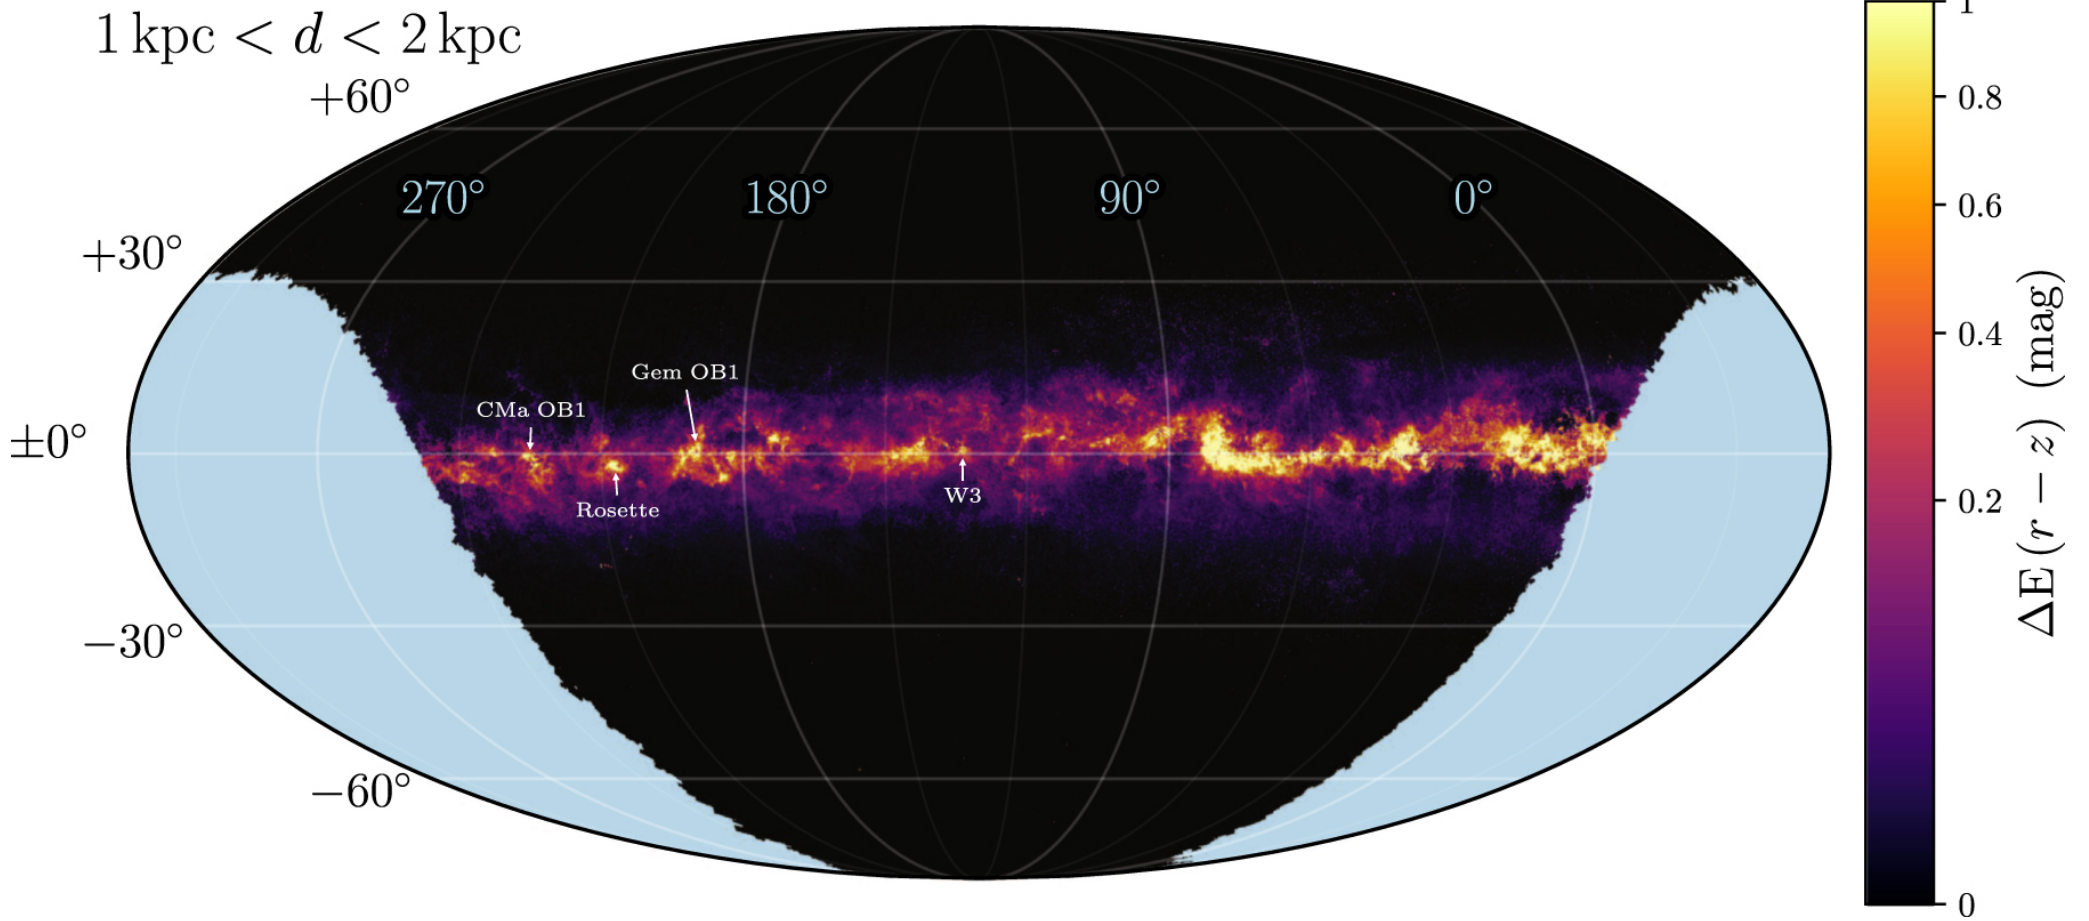 1 kpc < d < 2 kpc
+60°
+30°
±0°
−30°
−60°
270°
180°
90°
0°
Gem OB1
CMa OB1
Rosette
W3
1
0.8
0.6
0.4
0.2
0
ΔE (r − z) (mag)